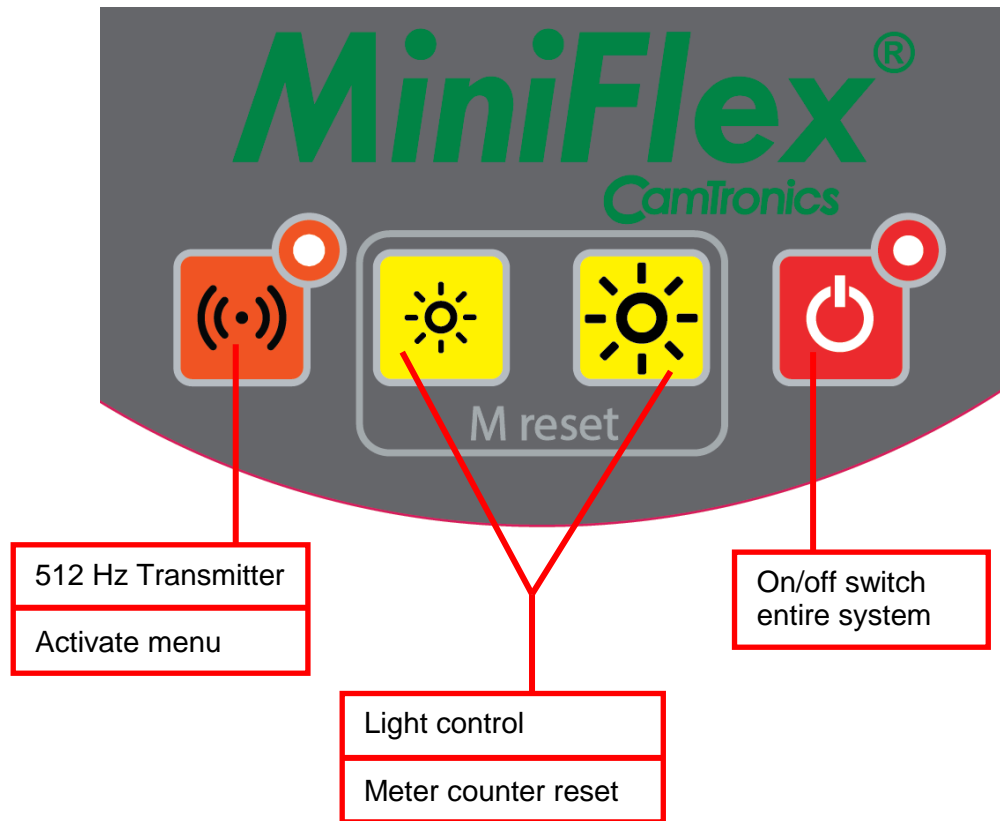 MiniFlex®
CamTronics
M reset
512 Hz Transmitter
Activate menu
On/off switch
entire system
Light control
Meter counter reset